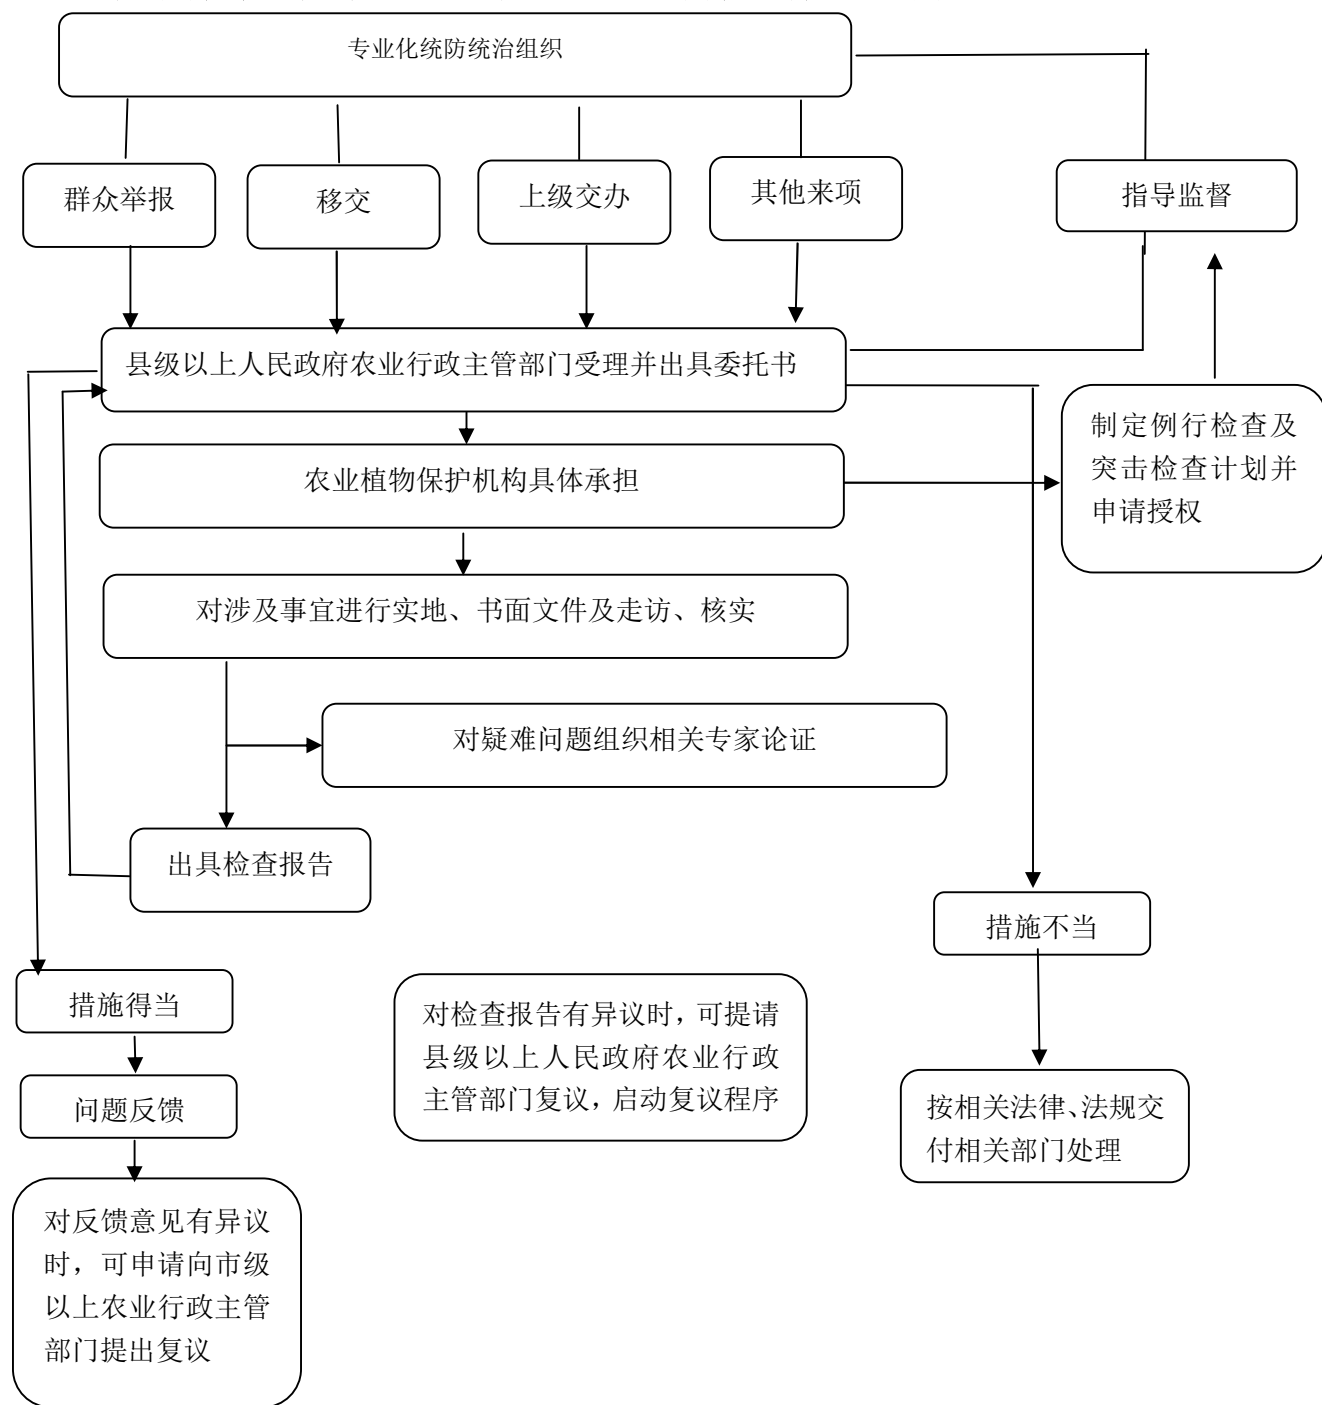 专业化统防统治组织
群众举报
移交
上级交办
其他来项
指导监督
县级以上人民政府农业行政主管部门受理并出具委托书
制定例行检查及
突击检查计划并
申请授权
农业植物保护机构具体承担
对涉及事宜进行实地、书面文件及走访、核实
对疑难问题组织相关专家论证
出具检查报告
措施不当
措施得当
对检查报告有异议时，可提请
县级以上人民政府农业行政
主管部门复议，启动复议程序
问题反馈
按相关法律、法规交
付相关部门处理
对反馈意见有异议
时，可申请向市级
以上农业行政主管
部门提出复议